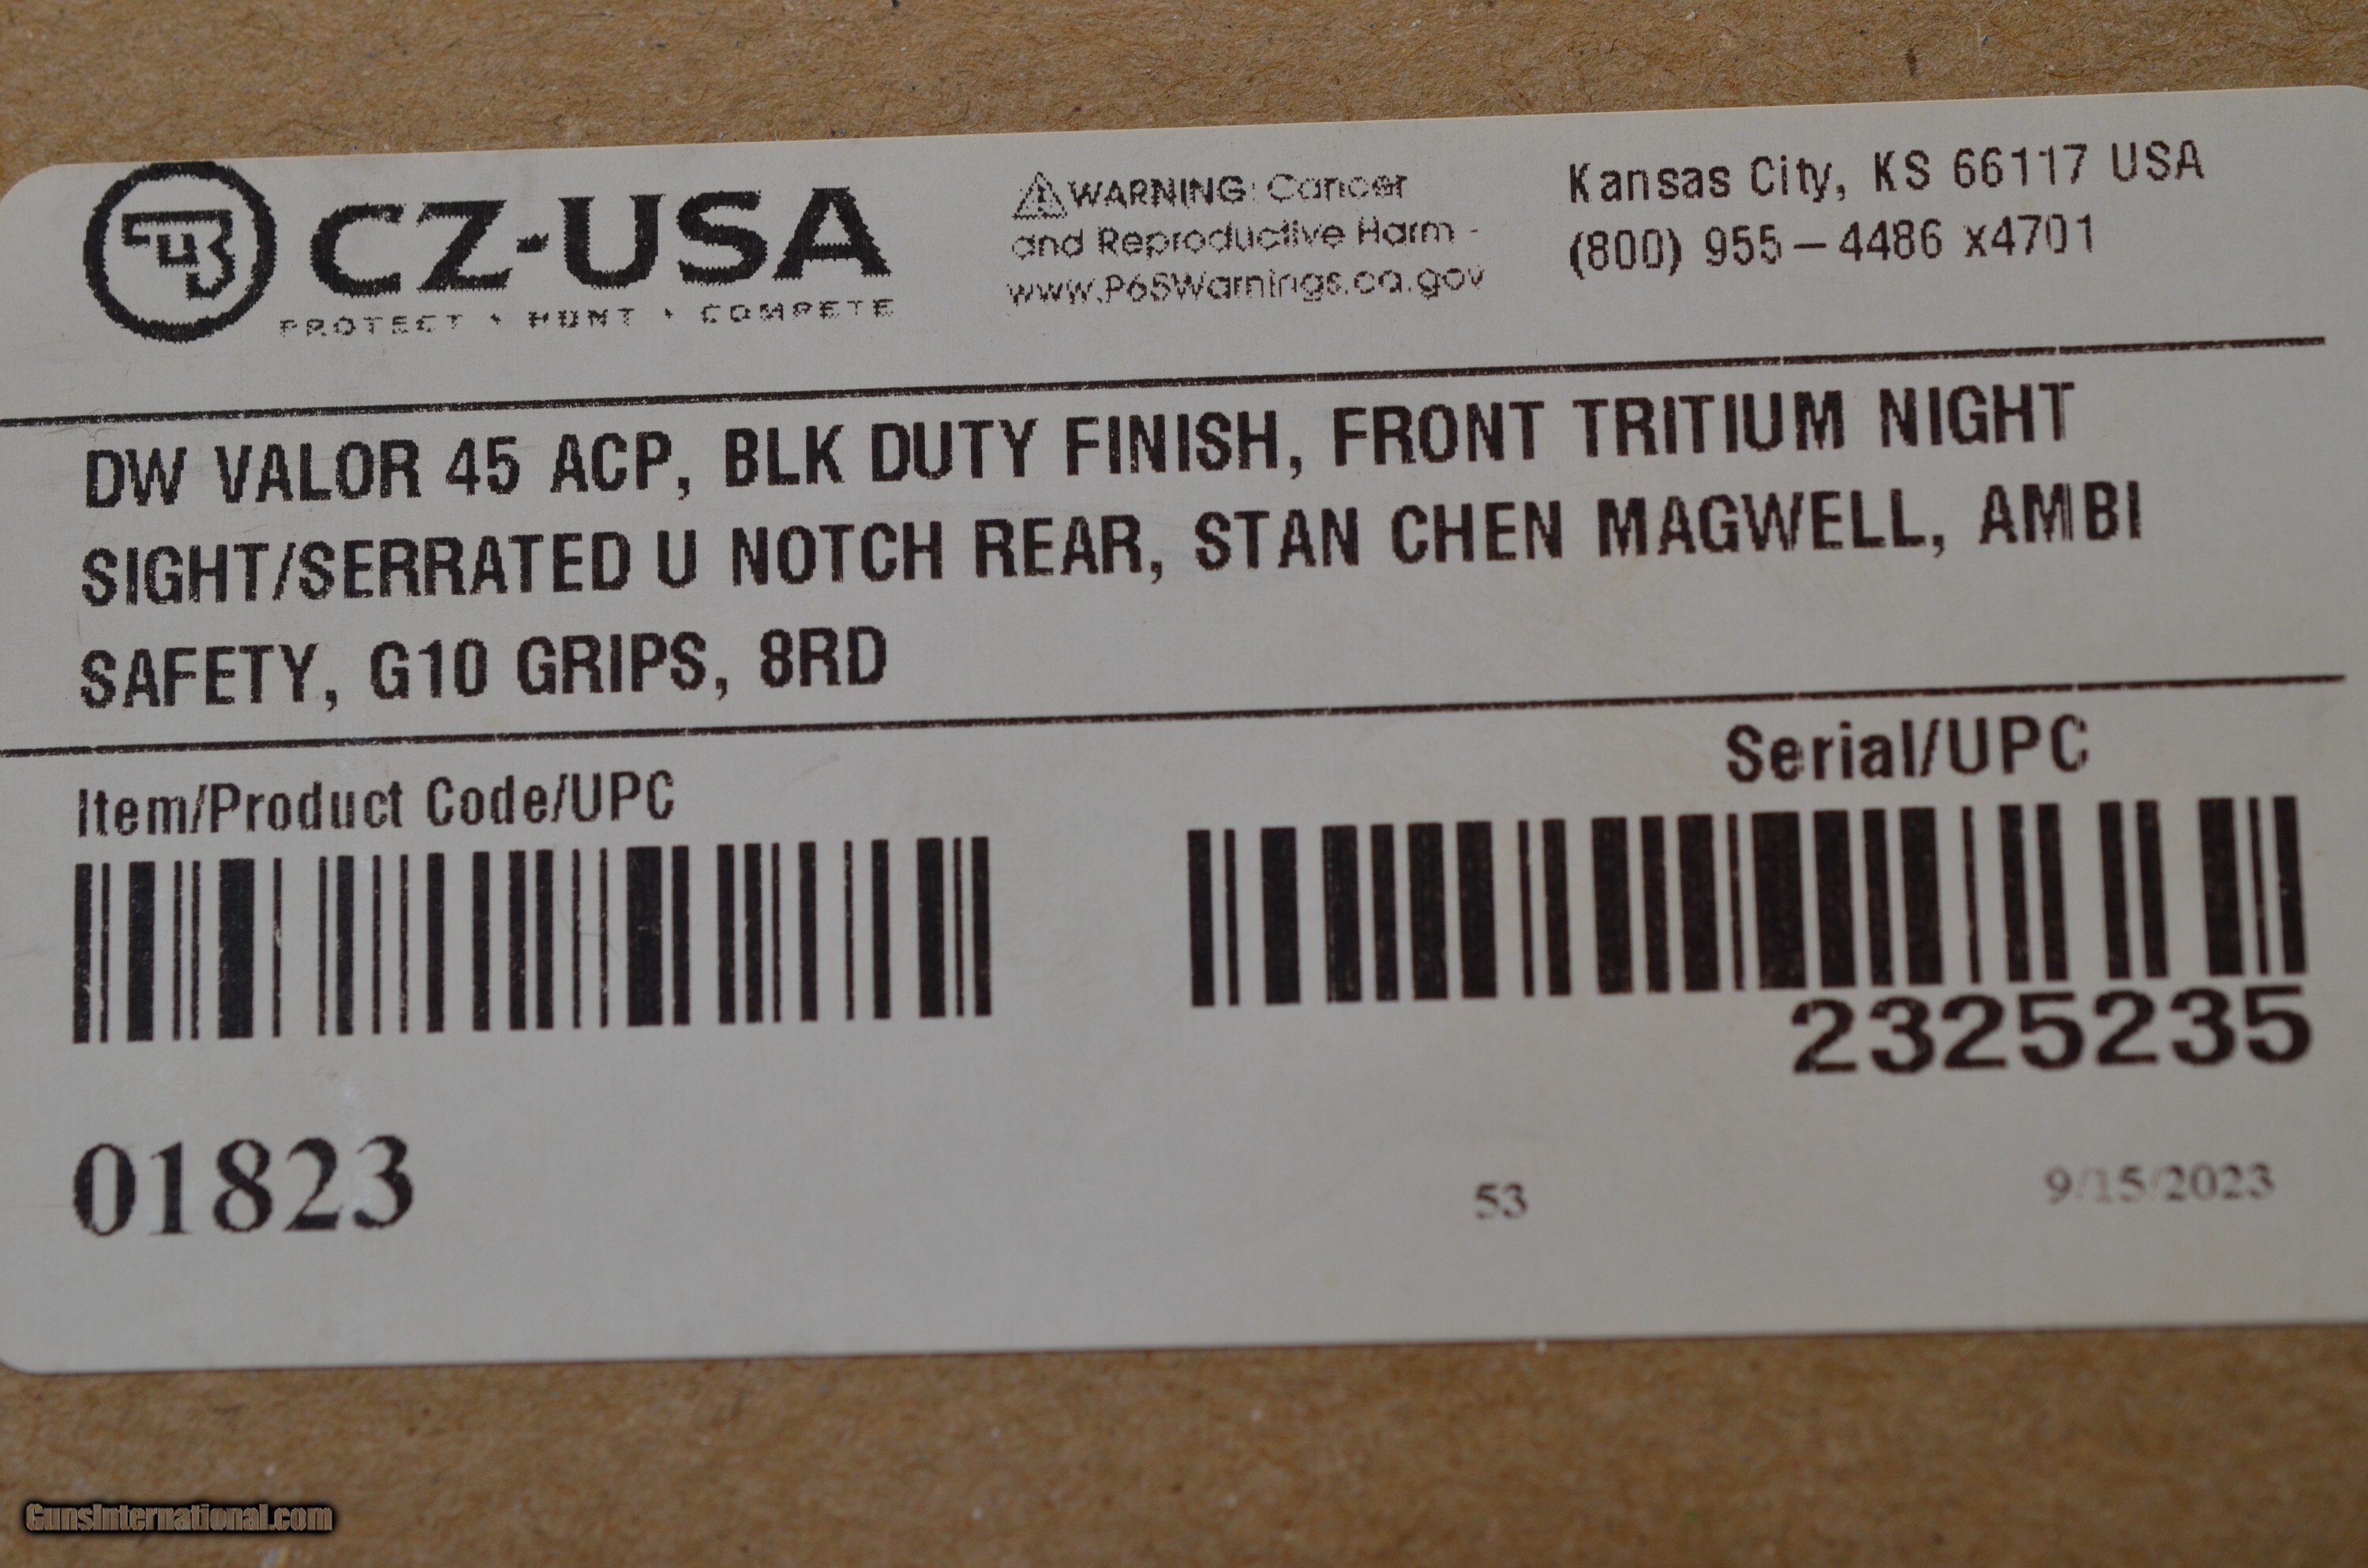 CZ-USA
PROTECT · HUNT · COMPETE
⚠WARNING: Cancer
and Reproductive Harm -
www.P65Warnings.ca.gov
Kansas City, KS 66117 USA
(800) 955-4486 x4701
DW VALOR 45 ACP, BLK DUTY FINISH, FRONT TRITIUM NIGHT
SIGHT/SERRATED U NOTCH REAR, STAN CHEN MAGWELL, AMBI
SAFETY, G10 GRIPS, 8RD
Item/Product Code/UPC
Serial/UPC
2325235
01823
53
9/15/2023
GunsInternational.com